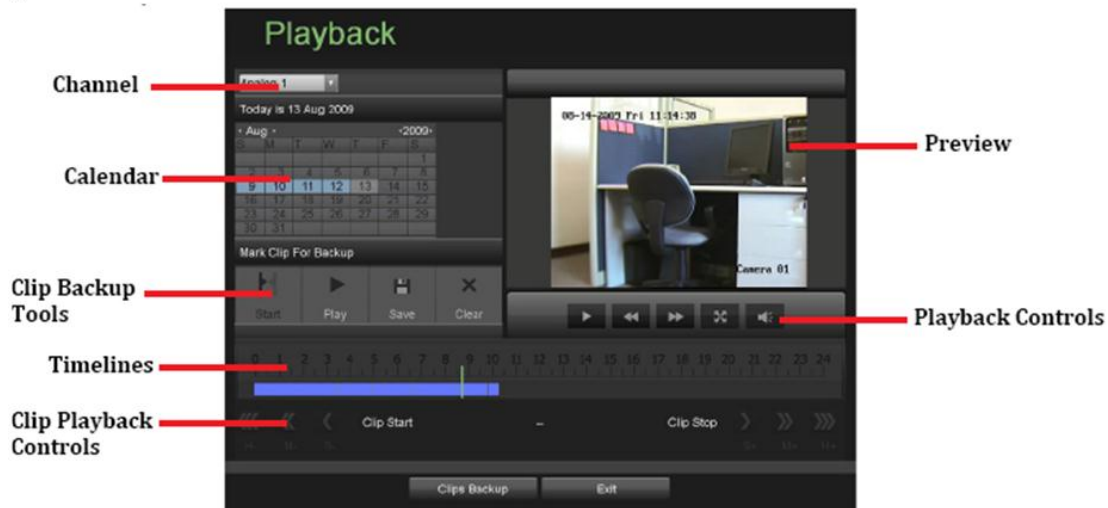 Playback
Channel
Analog 1
Today is 13 Aug 2009
Aug 2009
S M T W T F S
1
2 3 4 5 6 7 8
9 10 11 12 13 14 15
16 17 18 19 20 21 22
23 24 25 26 27 28 29
30 31
Calendar
08-14-2009 Fri 11:14:38
Camera 01
Preview
Mark Clip For Backup
Start Play Save Clear
Clip Backup
Tools
Playback Controls
Timelines
0 1 2 3 4 5 6 7 8 9 10 11 12 13 14 15 16 17 18 19 20 21 22 23 24
Clip Playback
Controls
Clip Start
–
Clip Stop
Clips Backup
Exit